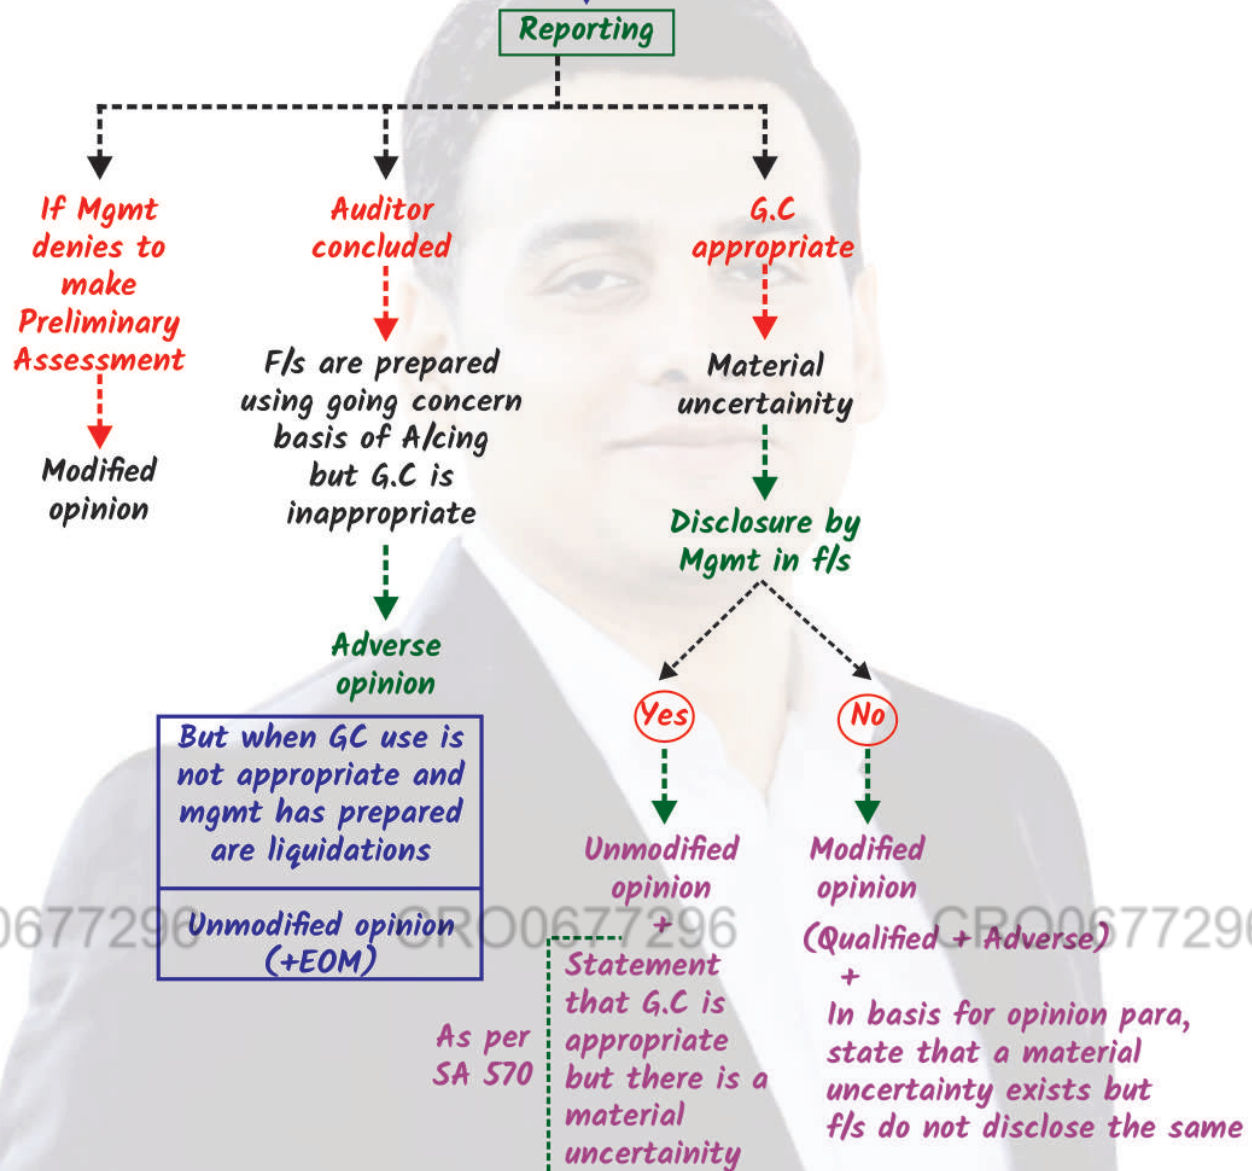 Reporting
If Mgmt
denies to
make
Preliminary
Assessment
Modified
opinion
Auditor
concluded
F/s are prepared
using going concern
basis of A/cing
but G.C is
inappropriate
Adverse
opinion
But when GC use is
not appropriate and
mgmt has prepared
are liquidations
Unmodified opinion
(+EOM)
G.C
appropriate
Material
uncertainity
Disclosure by
Mgmt in f/s
Yes
Unmodified
opinion
+
As per
SA 570
Statement
that G.C is
appropriate
but there is a
material
uncertainity
No
Modified
opinion
(Qualified + Adverse)
+
In basis for opinion para,
state that a material
uncertainty exists but
f/s do not disclose the same
0677296
CRO0677296
CRO0677296